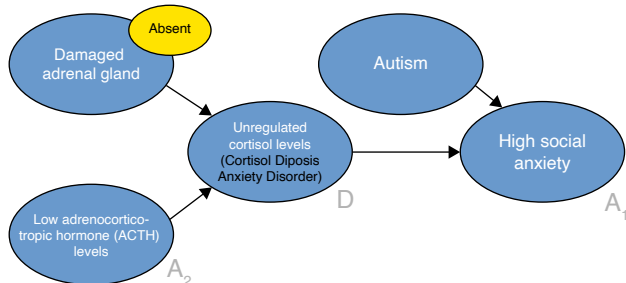 Absent
Damaged
adrenal gland
Autism
Unregulated
cortisol levels
(Cortisol Diposis
Anxiety Disorder)
D
High social
anxiety
A1
Low adrenocortico-
tropic hormone (ACTH)
levels
A2